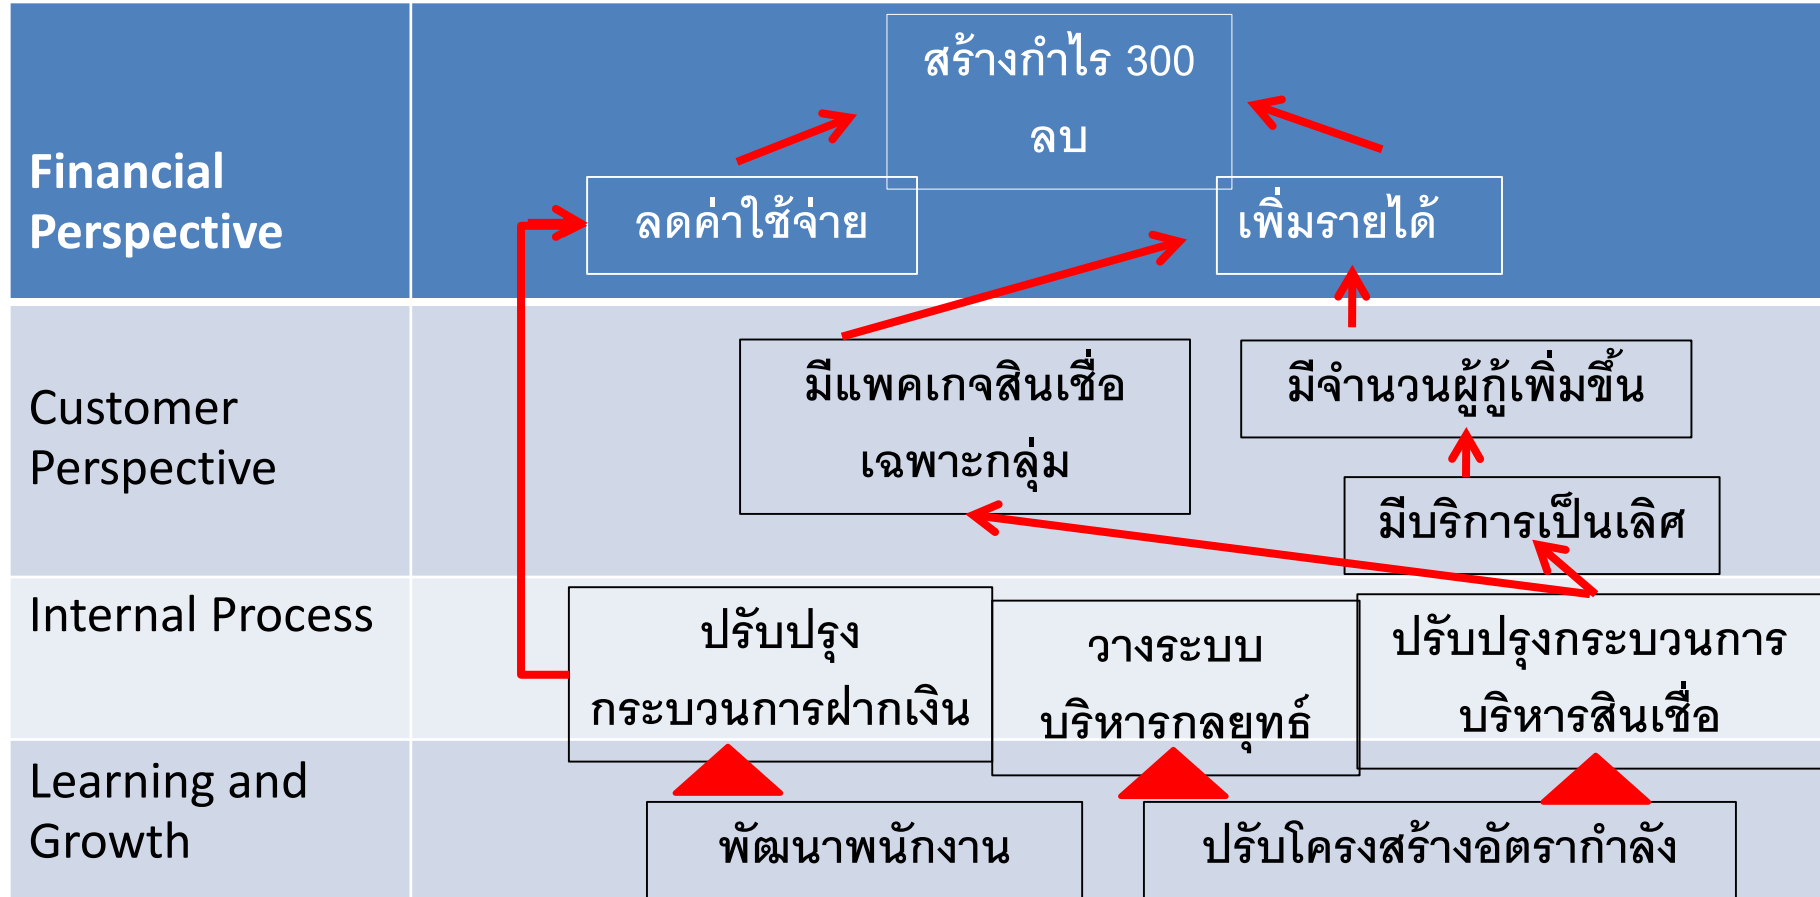 สร้างกำไร 300
ลบ
Financial
Perspective
ลดค่าใช้จ่าย
เพิ่มรายได้
Customer
Perspective
มีแพคเกจสินเชื่อ
เฉพาะกลุ่ม
มีจำนวนผู้กู้เพิ่มขึ้น
มีบริการเป็นเลิศ
Internal Process
ปรับปรุง
กระบวนการฝากเงิน
วางระบบ
บริหารกลยุทธ์
ปรับปรุงกระบวนการ
บริหารสินเชื่อ
Learning and
Growth
พัฒนาพนักงาน
ปรับโครงสร้างอัตรากำลัง